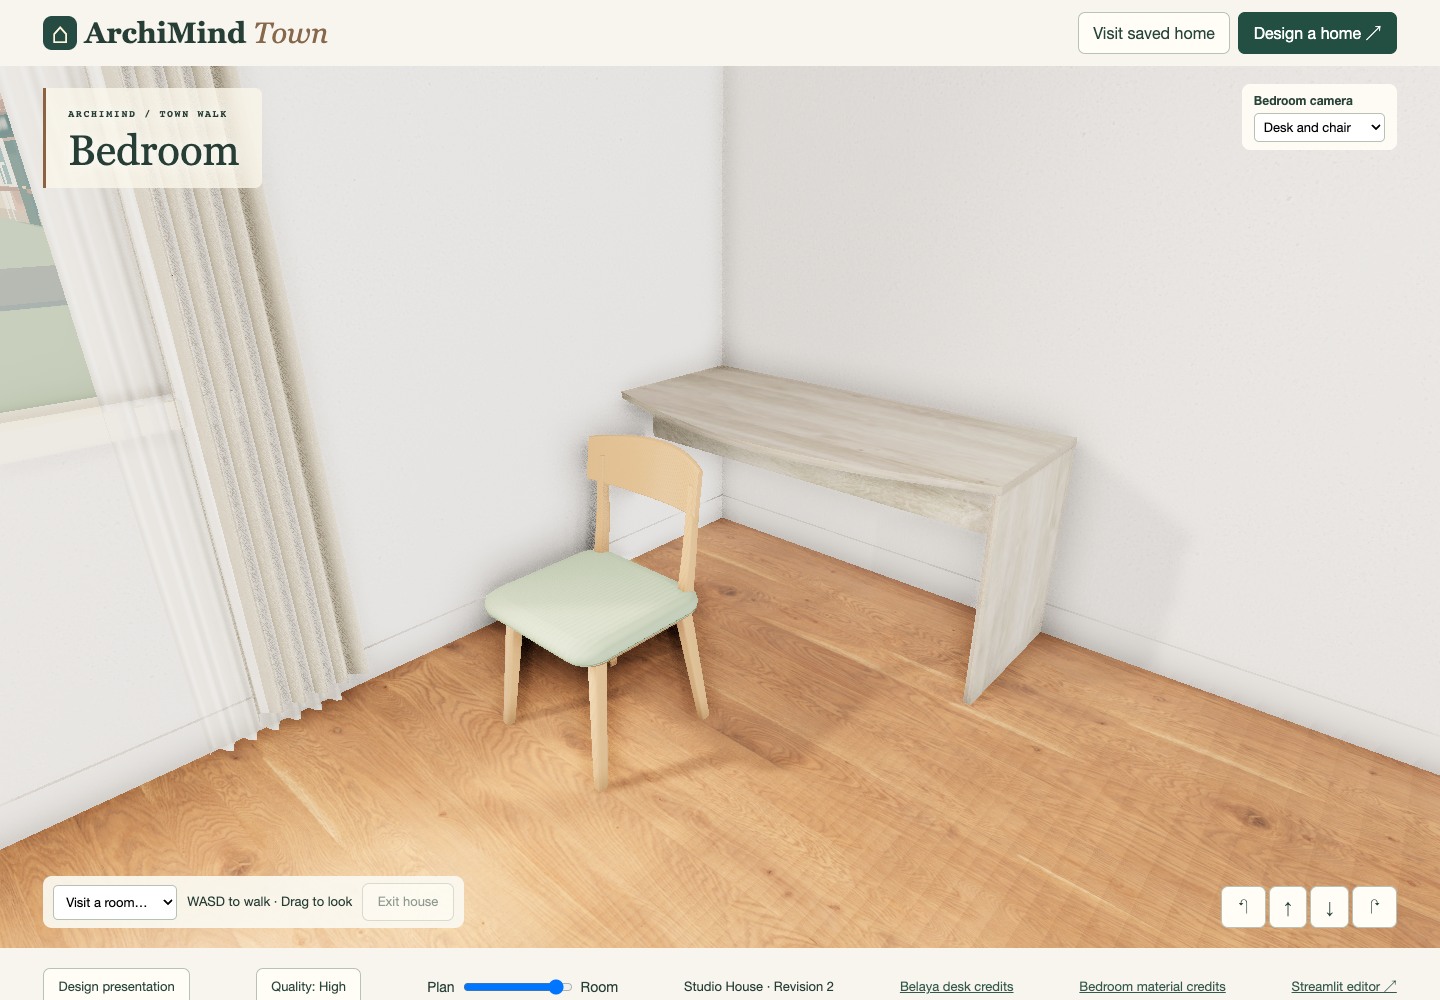 ArchiMind Town
Visit saved home
Design a home ↗
ARCHIMIND / TOWN WALK
Bedroom
Bedroom camera
Desk and chair
Visit a room...
WASD to walk · Drag to look
Exit house
Design presentation
Quality: High
Plan
Room
Studio House · Revision 2
Belaya desk credits
Bedroom material credits
Streamlit editor ↗